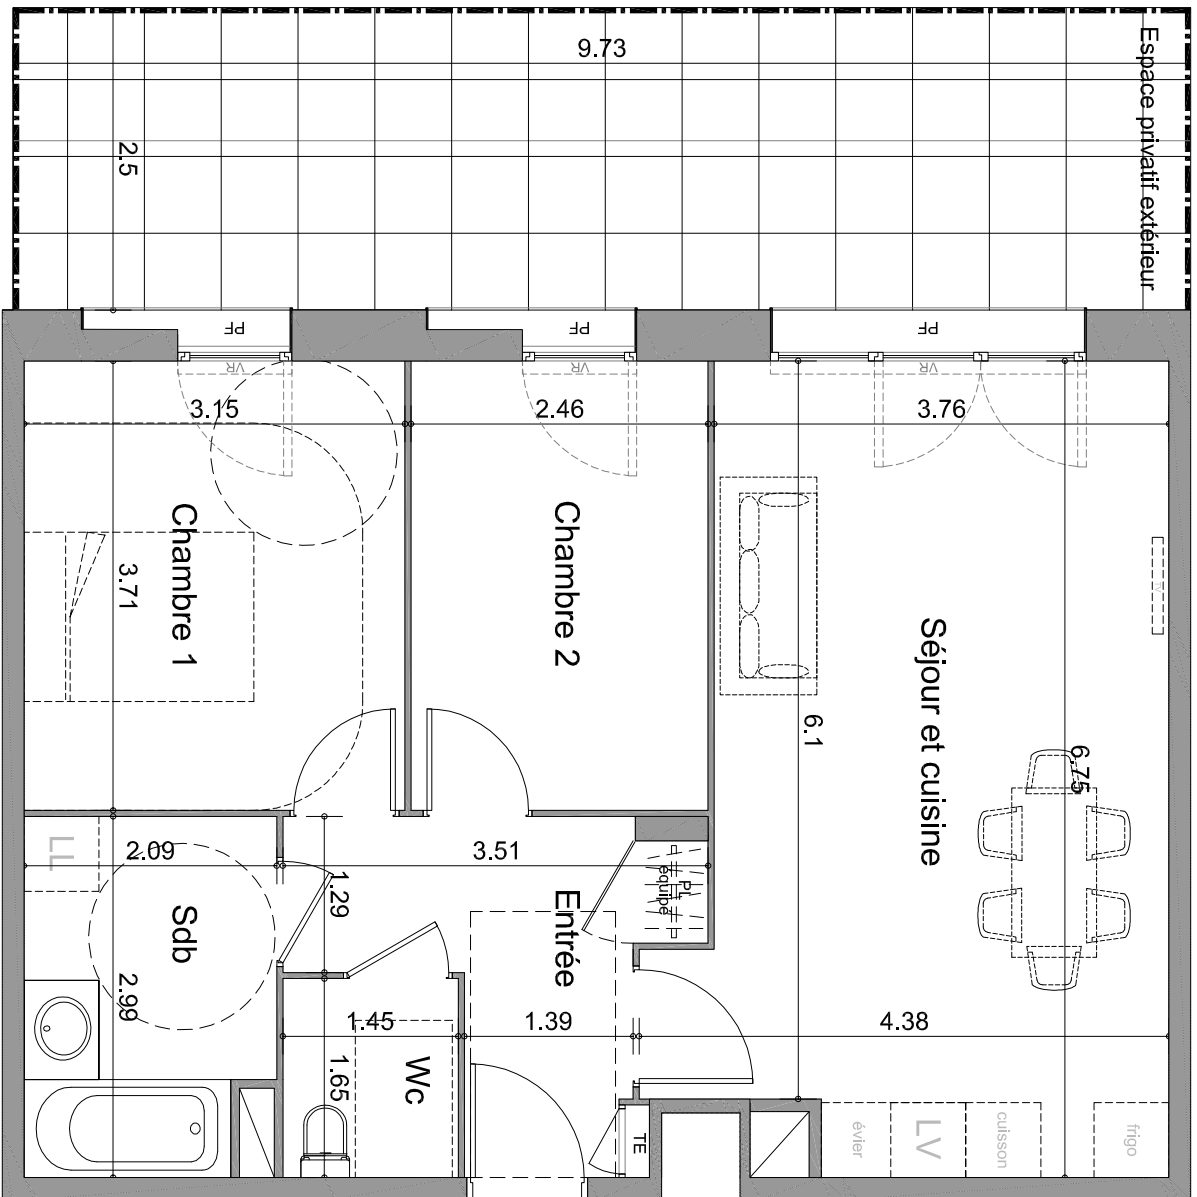 9.73
Espace privatif extérieur
2.5
PF
PF
PF
VR
VR
VR
3.15
2.46
3.76
Chambre 1
3.71
Chambre 2
Séjour et cuisine
6.1
6.75
TV
LL
2.09
3.51
1.29
PL
équipé
Entrée
Sdb
2.99
1.45
1.39
4.38
Wc
1.65
TE
évier
LV
cuisson
frigo